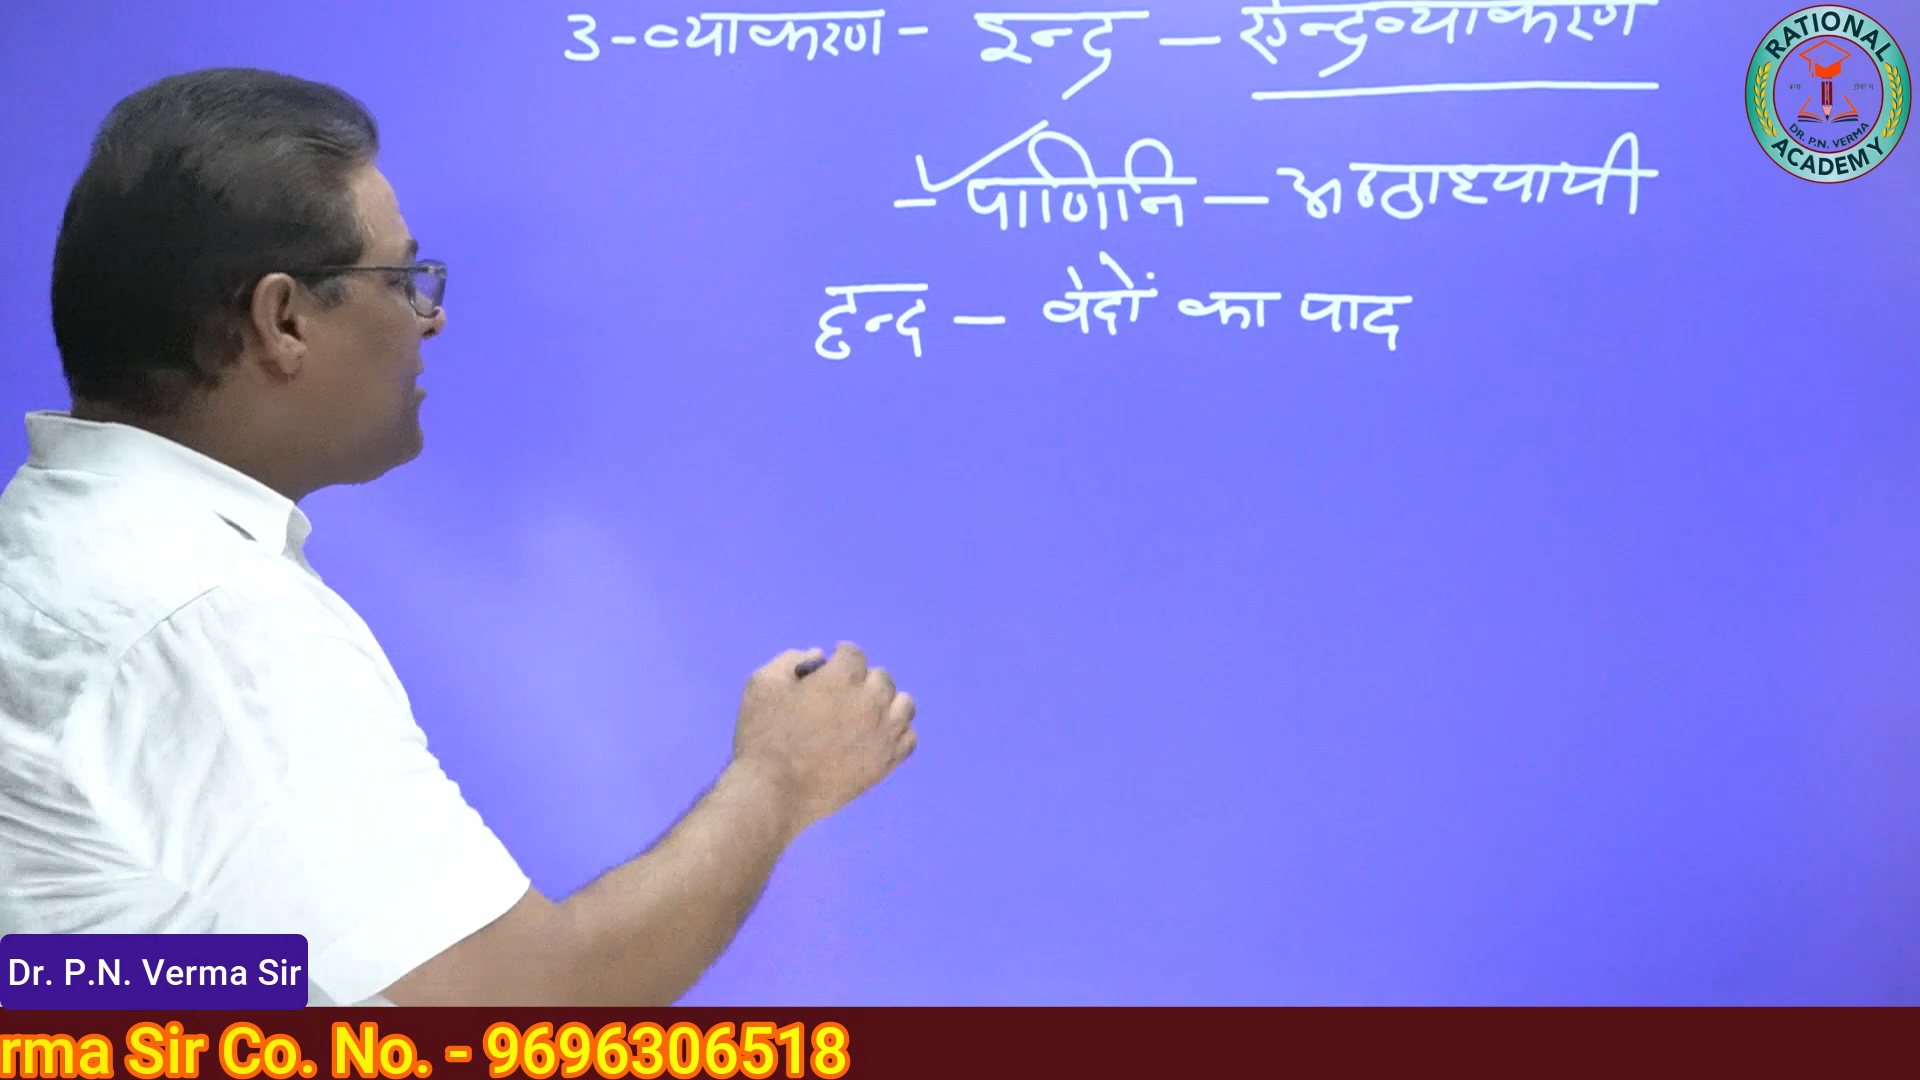 3-व्याकरण - इन्द्र — ऐन्द्रव्याकरण
- पाणिनि — अष्ठाध्यायी
छन्द — वेदों का पाद
RATIONAL
DR. P.N. VERMA
ACADEMY
Dr. P.N. Verma Sir
rma Sir Co. No. - 9696306518